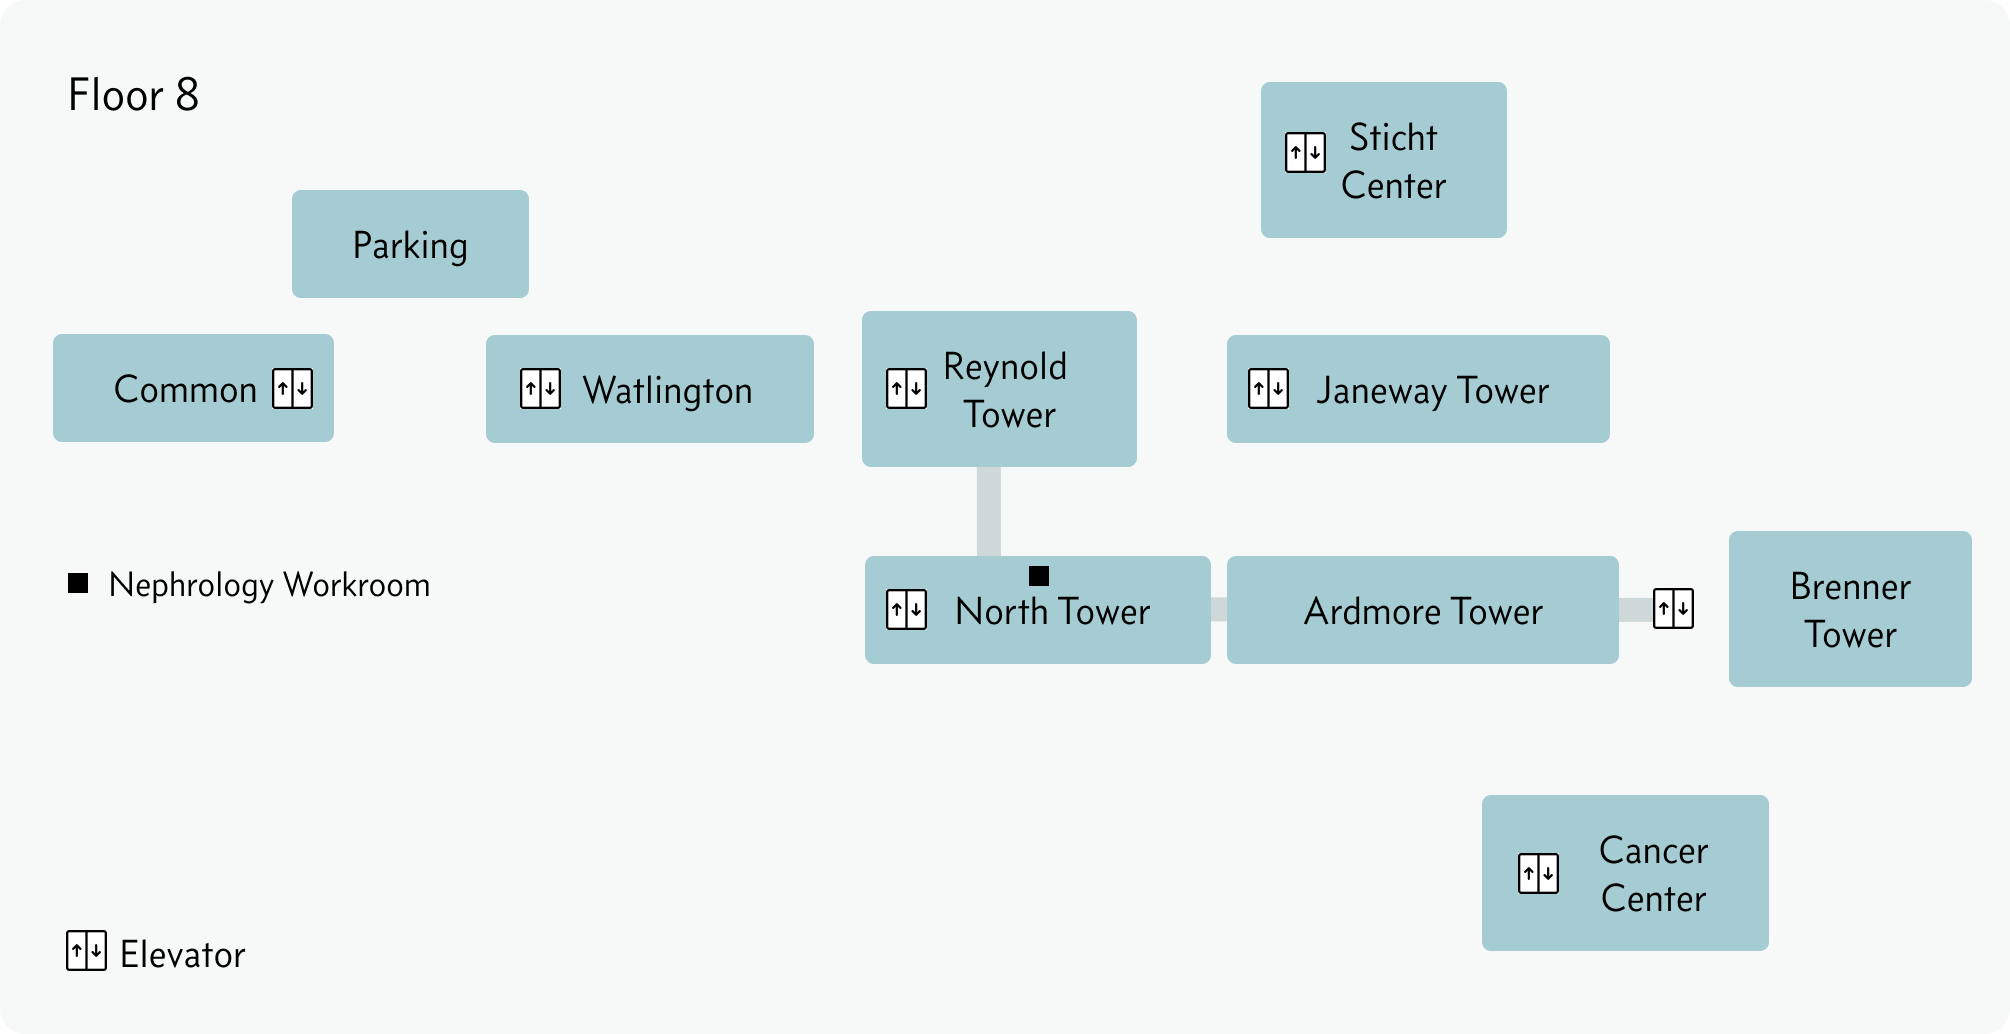 Floor 8
Sticht
Center
Parking
Common
Watlington
Reynold
Tower
Janeway Tower
Nephrology Workroom
North Tower
Ardmore Tower
Brenner
Tower
Cancer
Center
Elevator